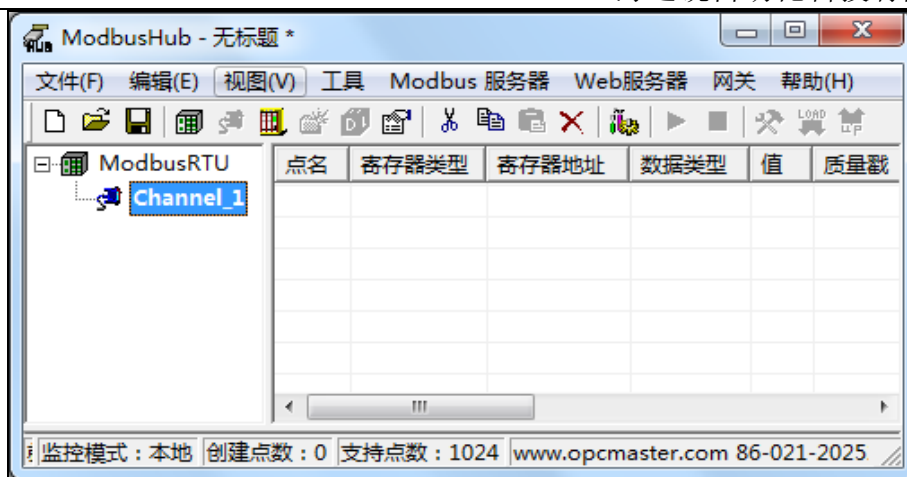 ModbusHub - 无标题 *
文件(F) 编辑(E) 视图(V) 工具 Modbus 服务器 Web服务器 网关 帮助(H)
ModbusRTU
Channel_1
点名 寄存器类型 寄存器地址 数据类型 值 质量戳
监控模式：本地 创建点数：0 支持点数：1024 www.opcmaster.com 86-021-2025